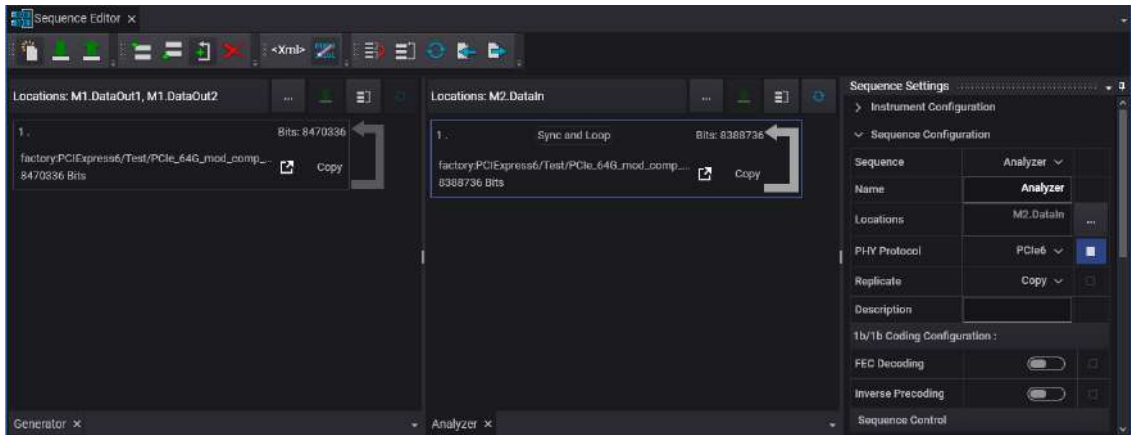 Sequence Editor ×
<Xml>
Locations: M1.DataOut1, M1.DataOut2 ...
1 . Bits: 8470336
factory:PCIExpress6/Test/PCIe_64G_mod_comp_... Copy
8470336 Bits
Generator ×
Locations: M2.DataIn ...
1 . Sync and Loop Bits: 8388736
factory:PCIExpress6/Test/PCIe_64G_mod_comp_... Copy
8388736 Bits
Analyzer ×
Sequence Settings
Instrument Configuration
Sequence Configuration
Sequence Analyzer
Name Analyzer
Locations M2.DataIn ...
PHY Protocol PCIe6
Replicate Copy
Description
1b/1b Coding Configuration :
FEC Decoding
Inverse Precoding
Sequence Control